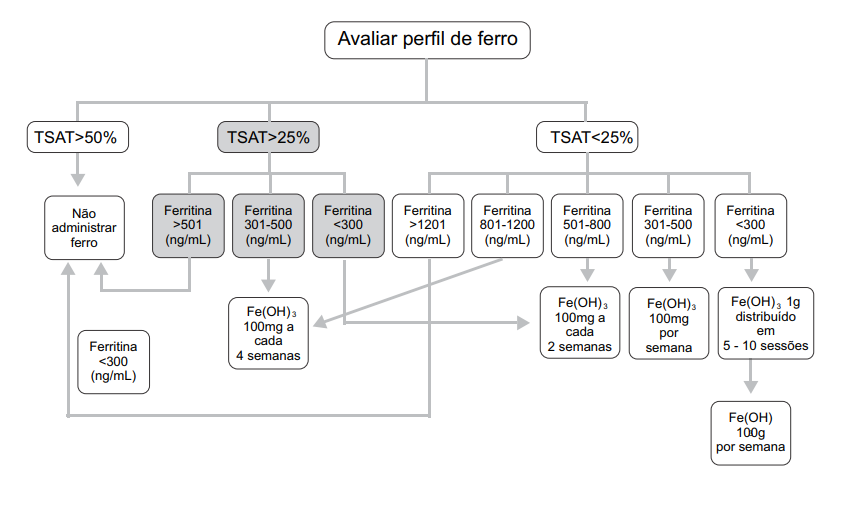 Avaliar perfil de ferro
TSAT>50%
TSAT>25%
TSAT<25%
Não
administrar
ferro
Ferritina
>501
(ng/mL)
Ferritina
301-500
(ng/mL)
Ferritina
<300
(ng/mL)
Ferritina
>1201
(ng/mL)
Ferritina
801-1200
(ng/mL)
Ferritina
501-800
(ng/mL)
Ferritina
301-500
(ng/mL)
Ferritina
<300
(ng/mL)
Ferritina
<300
(ng/mL)
Fe(OH)₃
100mg a
cada
4 semanas
Fe(OH)₃
100mg a
cada
2 semanas
Fe(OH)₃
100mg
por
semana
Fe(OH)₃ 1g
distribuído
em
5 - 10 sessões
Fe(OH)
100g
por semana